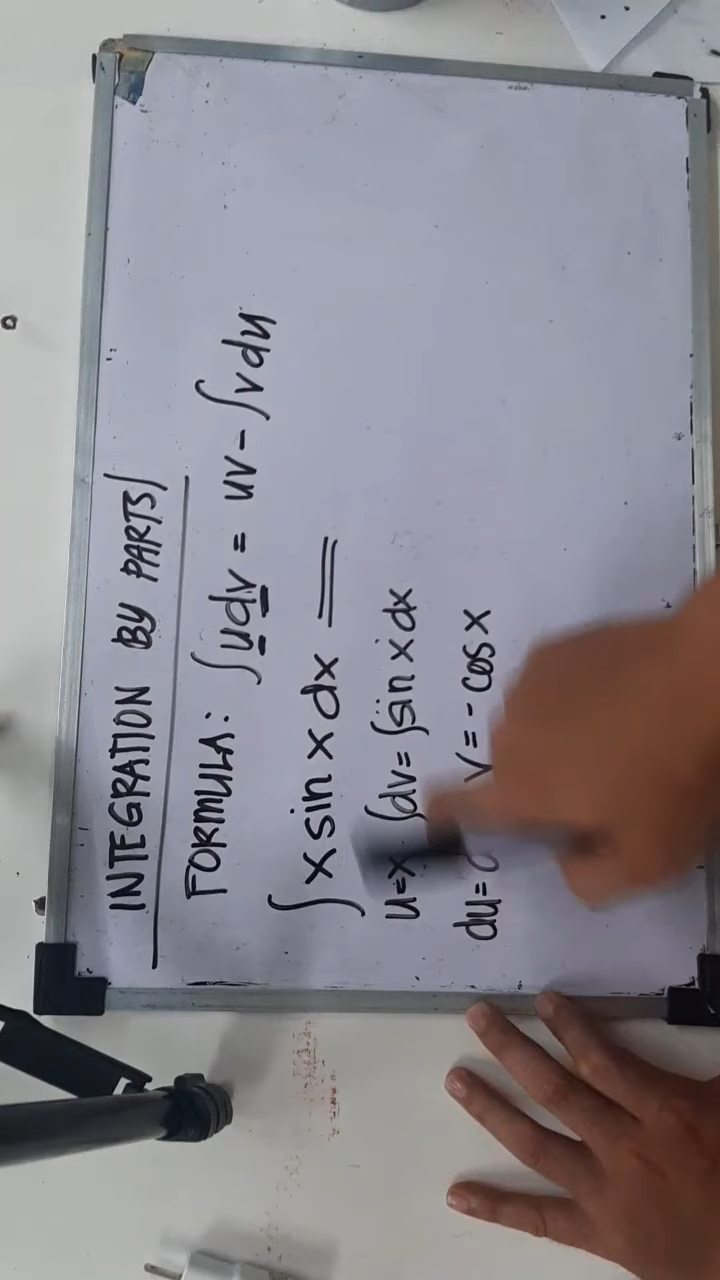 INTEGRATION BY PARTS
FORMULA: ∫udv = uv - ∫vdu
∫x sin x dx =
u=x ∫dv = ∫sin x dx
du= v = -cos x